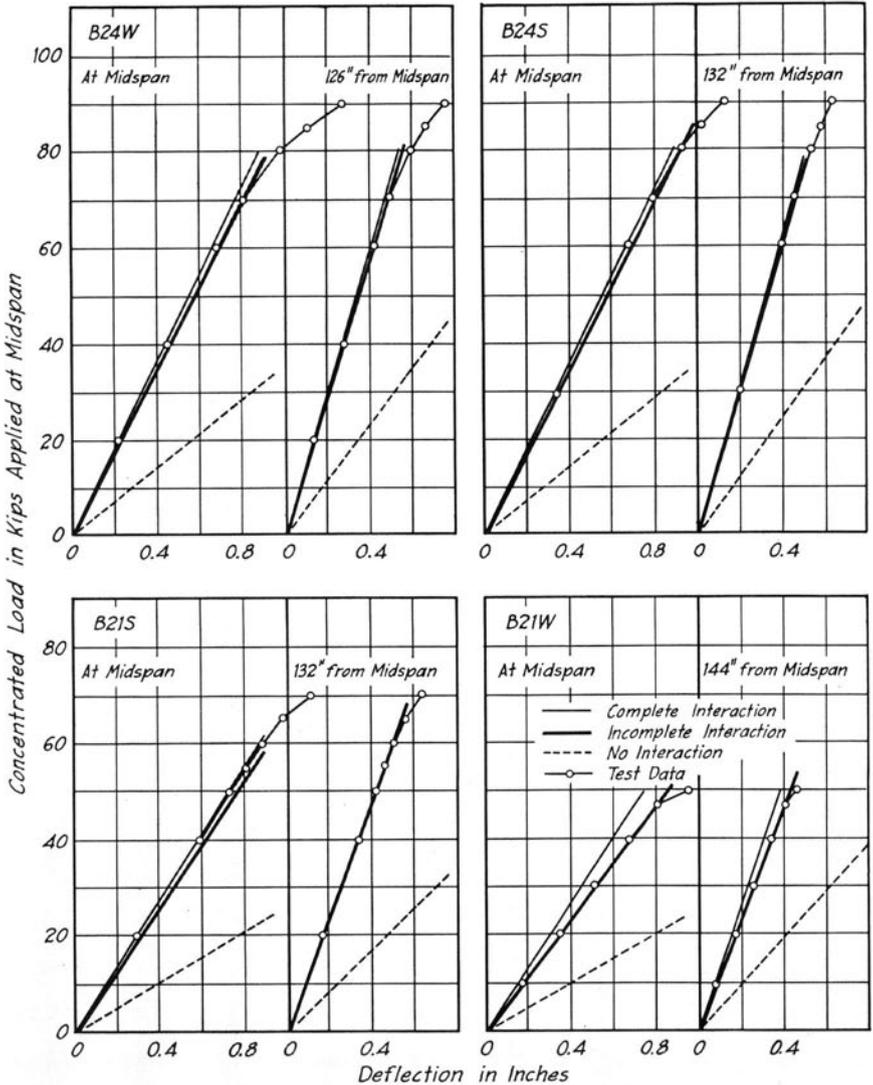 B24W
At Midspan
126" from Midspan
100
80
60
40
20
0
0
0.4
0.8
0
0.4
B24S
At Midspan
132" from Midspan
0
0.4
0.8
0
0.4
B21S
At Midspan
132" from Midspan
80
60
40
20
0
0
0.4
0.8
0
0.4
B21W
At Midspan
144" from Midspan
Complete Interaction
Incomplete Interaction
No Interaction
Test Data
0
0.4
0.8
0
0.4
Concentrated Load in Kips Applied at Midspan
Deflection in Inches